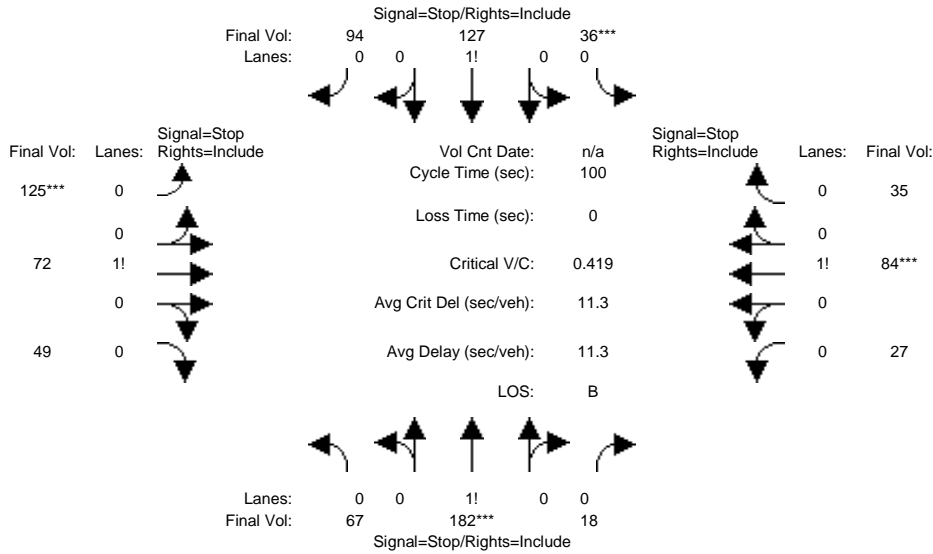 Signal=Stop/Rights=Include
Final Vol: 94 127 36***
Lanes: 0 0 1! 0 0
Signal=Stop
Final Vol: Lanes: Rights=Include
Vol Cnt Date: n/a
Signal=Stop
Rights=Include Lanes: Final Vol:
Cycle Time (sec): 100
125*** 0
0 35
Loss Time (sec): 0
0
0
72 1!
Critical V/C: 0.419
1! 84***
0
Avg Crit Del (sec/veh): 11.3
0
49 0
Avg Delay (sec/veh): 11.3
0 27
LOS: B
Lanes: 0 0 1! 0 0
Final Vol: 67 182*** 18
Signal=Stop/Rights=Include